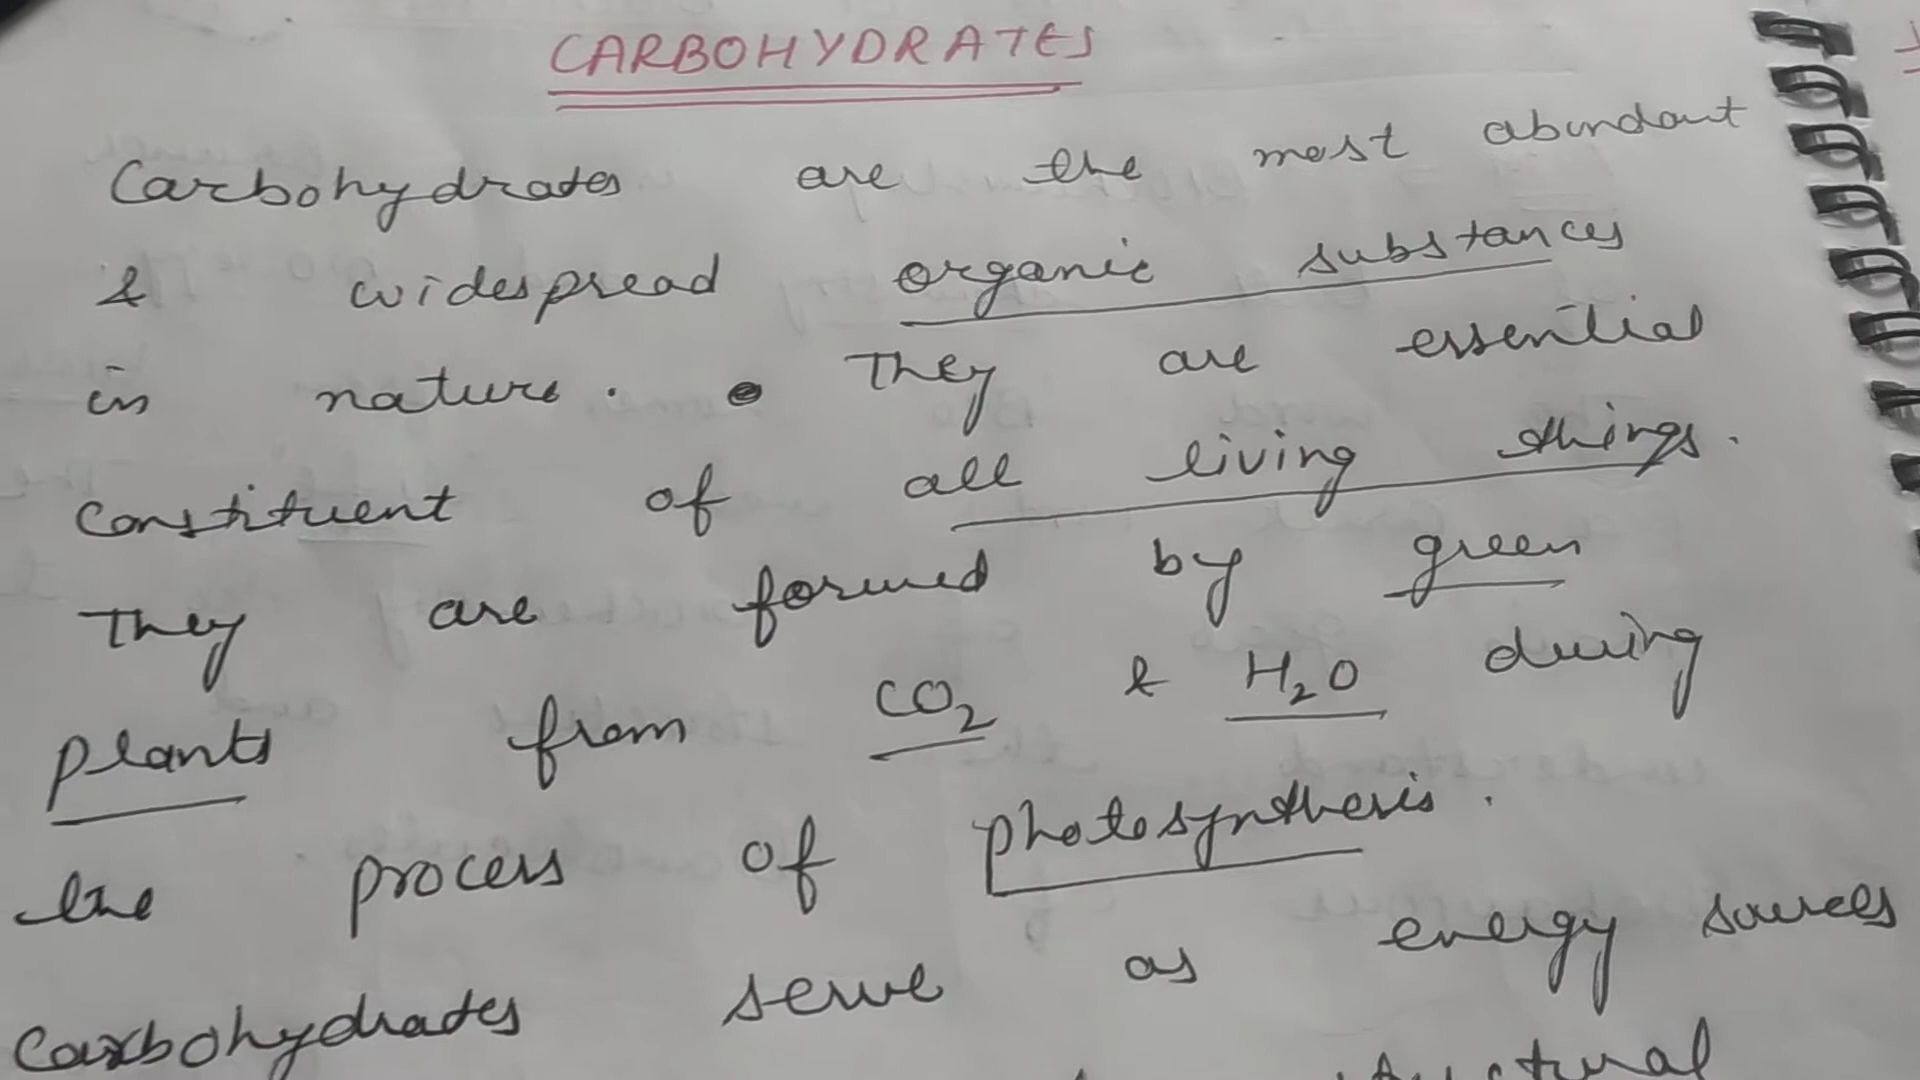 CARBOHYDRATES
Carbohydrates are the most abundant
& widespread organic substances
in nature. They are essential
constituent of all living things.
They are formed by green
plants from CO₂ & H₂O during
the process of photosynthesis.
Carbohydrates serve as energy sources
structural